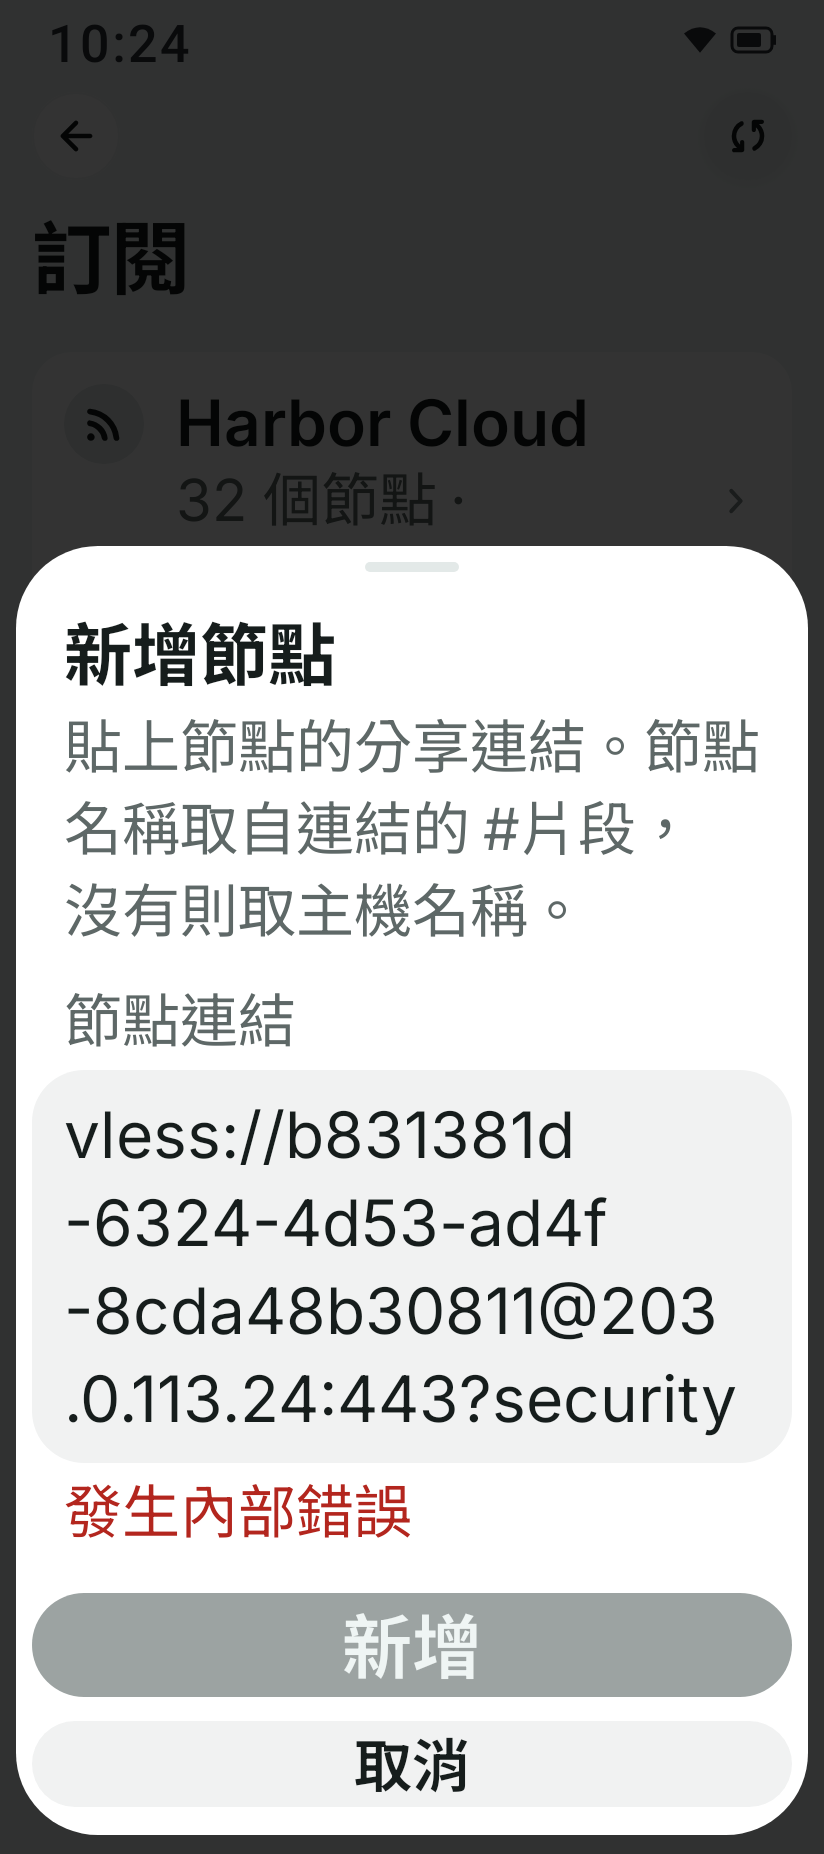 10:24
訂閱
Harbor Cloud
32 個節點 ·
新增節點
貼上節點的分享連結。節點
名稱取自連結的 #片段，
沒有則取主機名稱。
節點連結
vless://b831381d
-6324-4d53-ad4f
-8cda48b30811@203
.0.113.24:443?security
發生內部錯誤
新增
取消